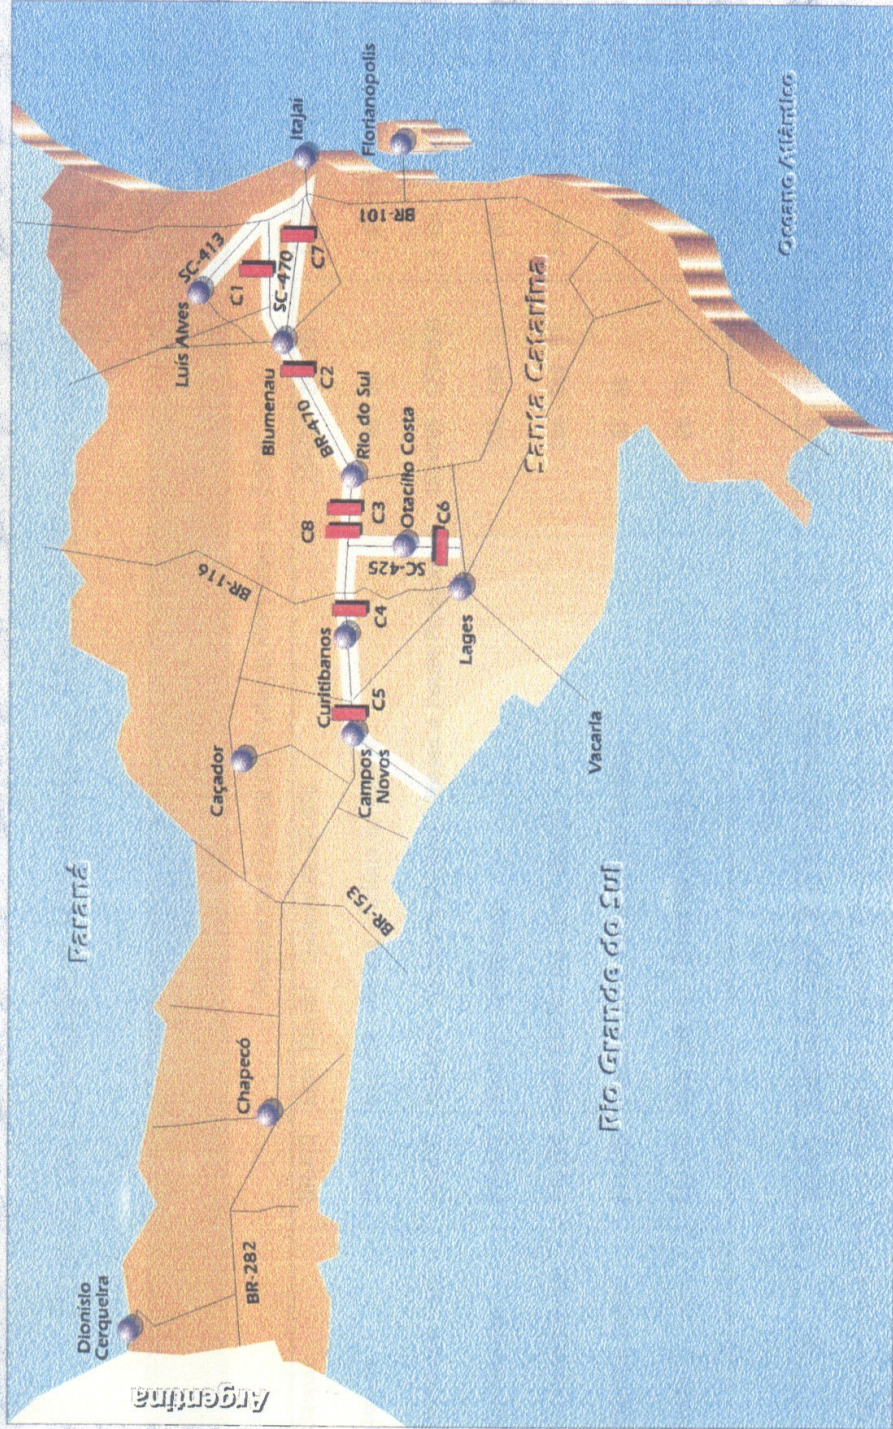 Paraná
Dionísio
Cerqueira
Argentina
BR-282
Chapecó
BR-153
Caçador
Campos
Novos
C5
Curitibanos
C4
BR-116
C8
C3
SC-425
Otacílio Costa
C6
Lages
Vacaria
Rio do Sul
BR-470
C2
Blumenau
Luís Alves
SC-413
C1
SC-470
C7
Itajaí
Florianópolis
BR-101
Santa Catarina
Rio Grande do Sul
Oceano Atlântico